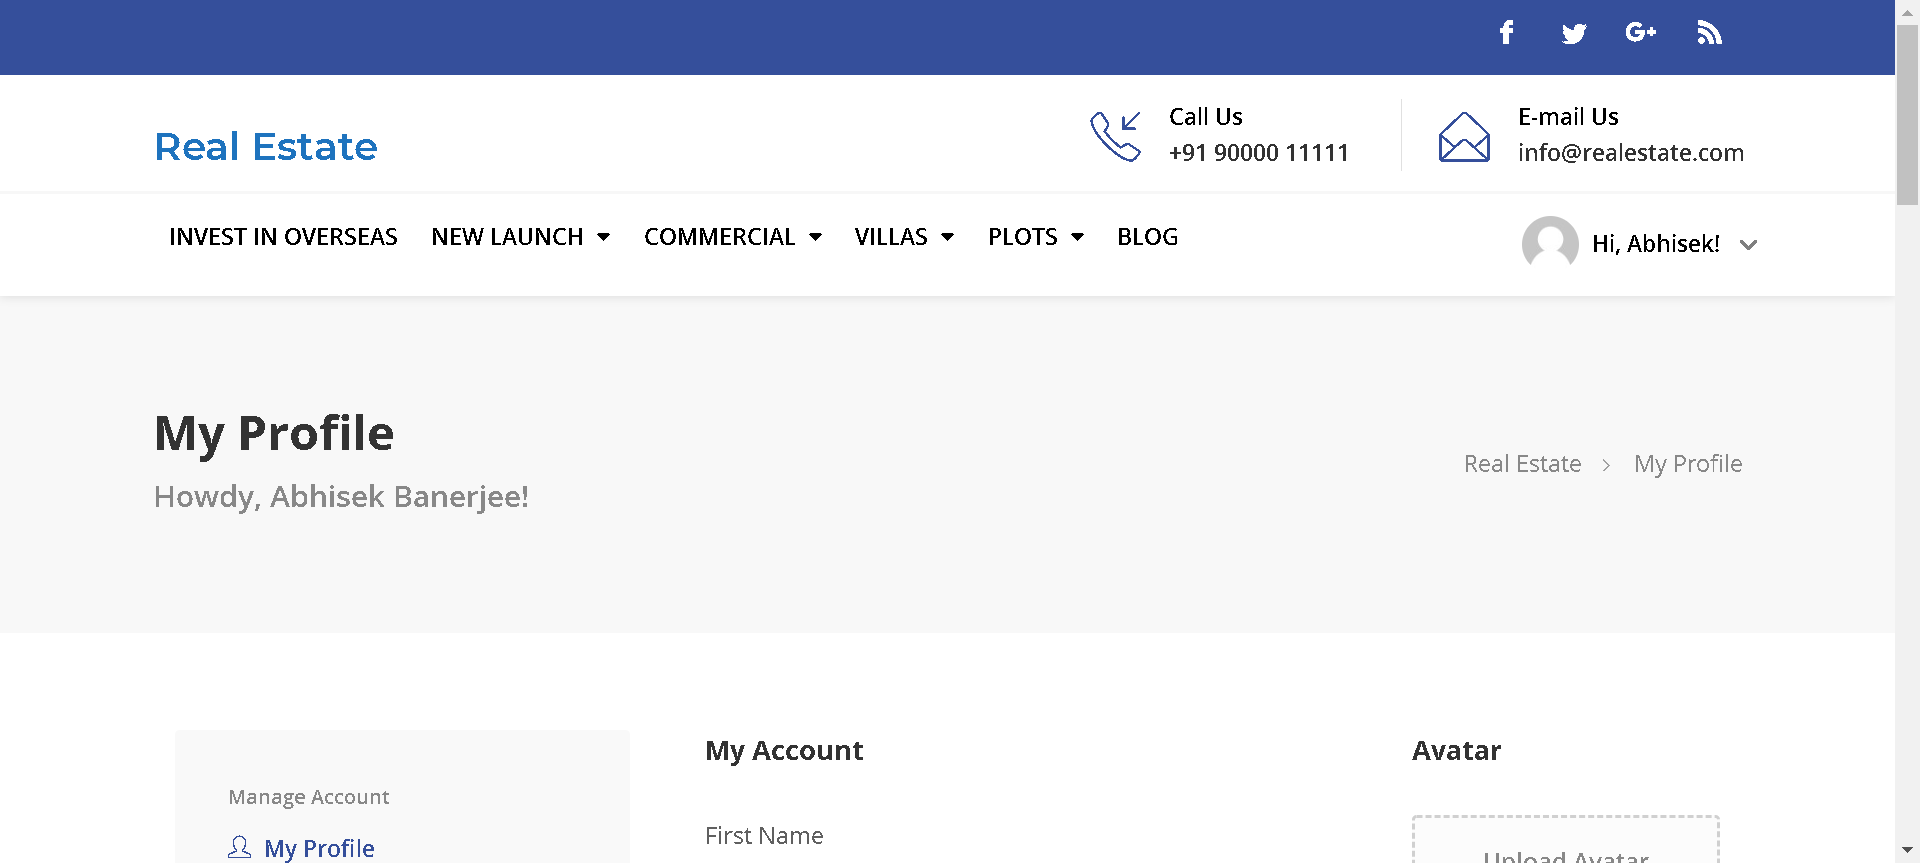 Call Us
+91 90000 11111
E-mail Us
info@realestate.com
Real Estate
INVEST IN OVERSEAS NEW LAUNCH COMMERCIAL VILLAS PLOTS BLOG
Hi, Abhisek!
My Profile
Howdy, Abhisek Banerjee!
Real Estate > My Profile
Manage Account
My Profile
My Account
First Name
Avatar
Upload Avatar